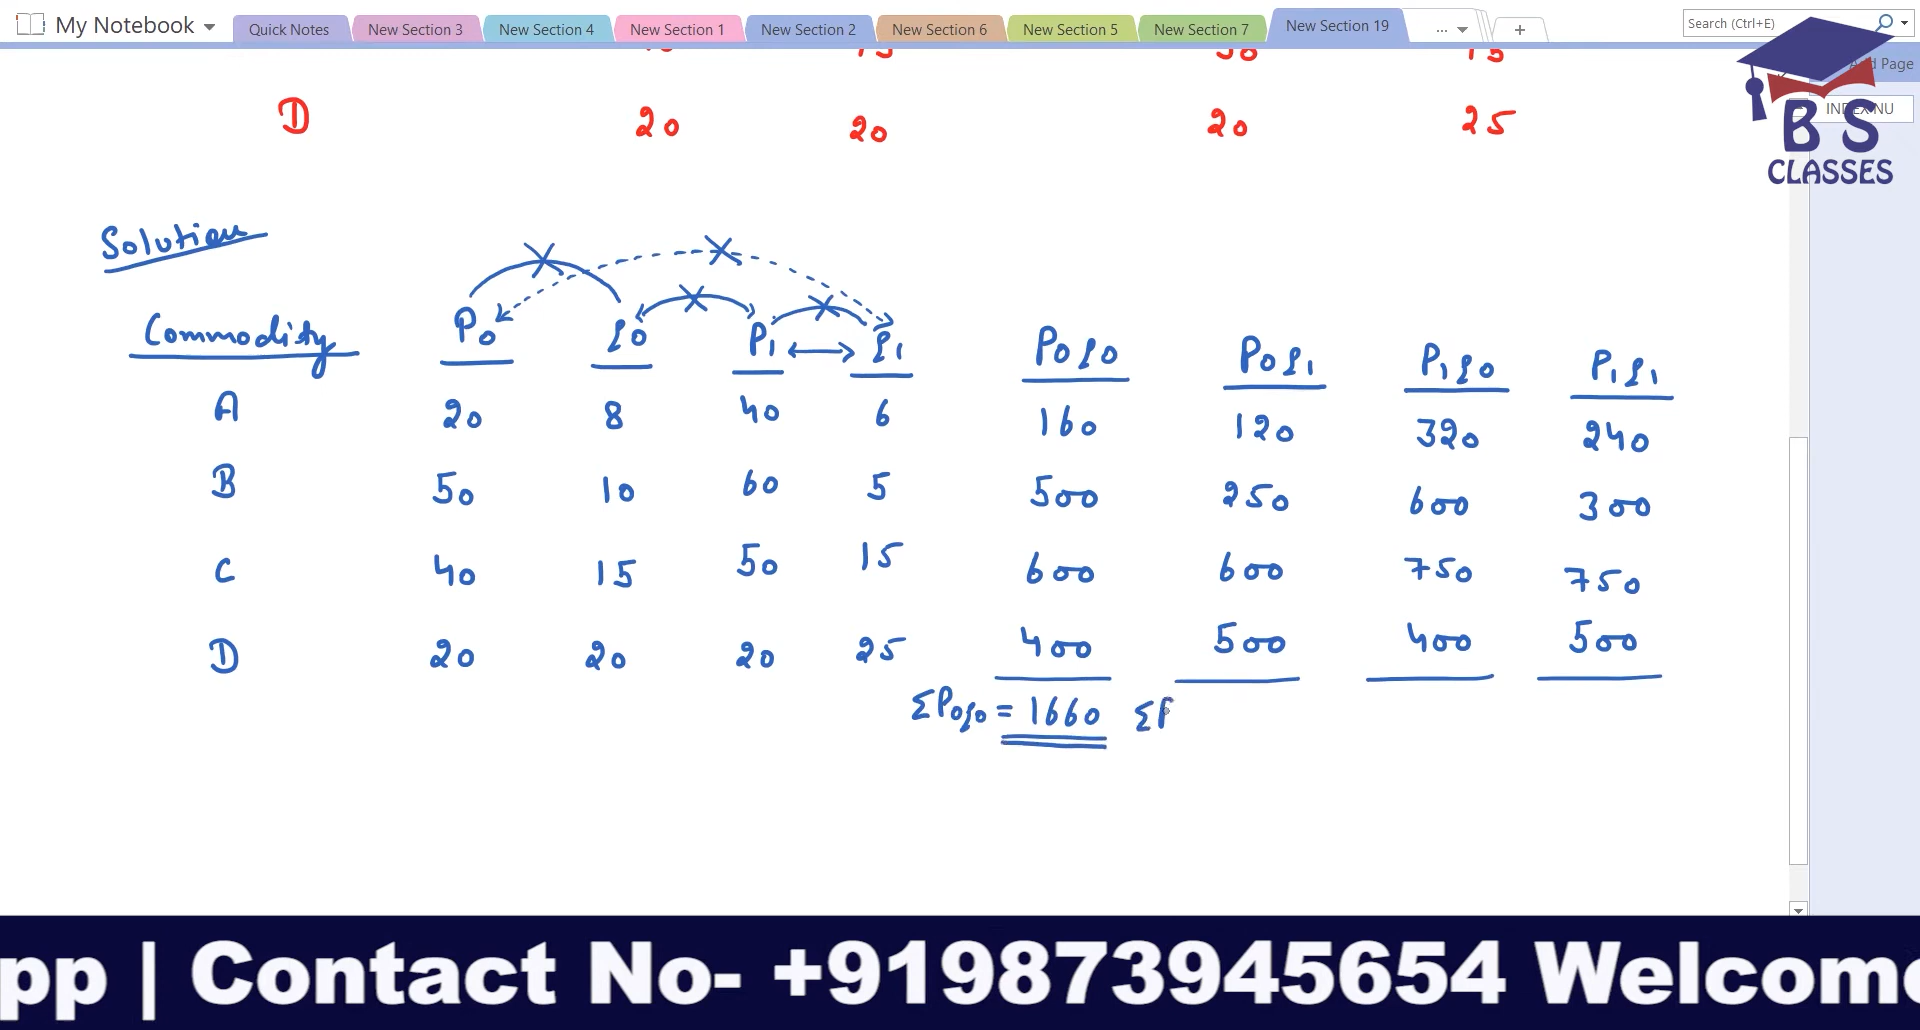 My Notebook
Quick Notes New Section 3 New Section 4 New Section 1 New Section 2 New Section 6 New Section 5 New Section 7 New Section 19 ... +
Search (Ctrl+E)
Page
INDEX NU
B S
CLASSES
D 20 20 20 25
Solution
Commodity P₀ q₀ P₁ q₁ P₀q₀ P₀q₁ P₁q₀ P₁q₁
A 20 8 40 6 160 120 320 240
B 50 10 60 5 500 250 600 300
C 40 15 50 15 600 600 750 750
D 20 20 20 25 400 500 400 500
ΣP₀q₀ = 1660 ΣP
pp | Contact No- +919873945654 Welcome